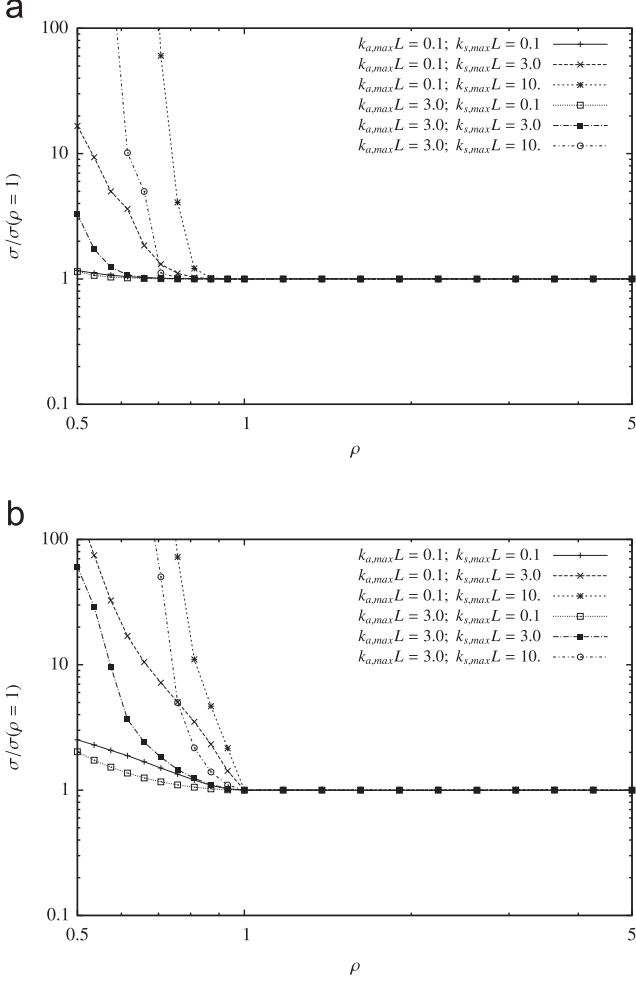 a
100
k_{a,max}L = 0.1; k_{s,max}L = 0.1
k_{a,max}L = 0.1; k_{s,max}L = 3.0
k_{a,max}L = 0.1; k_{s,max}L = 10.
k_{a,max}L = 3.0; k_{s,max}L = 0.1
k_{a,max}L = 3.0; k_{s,max}L = 3.0
k_{a,max}L = 3.0; k_{s,max}L = 10.
10
σ/σ(ρ = 1)
1
0.1
0.5 1 5
ρ
b
100
k_{a,max}L = 0.1; k_{s,max}L = 0.1
k_{a,max}L = 0.1; k_{s,max}L = 3.0
k_{a,max}L = 0.1; k_{s,max}L = 10.
k_{a,max}L = 3.0; k_{s,max}L = 0.1
k_{a,max}L = 3.0; k_{s,max}L = 3.0
k_{a,max}L = 3.0; k_{s,max}L = 10.
10
σ/σ(ρ = 1)
1
0.1
0.5 1 5
ρ